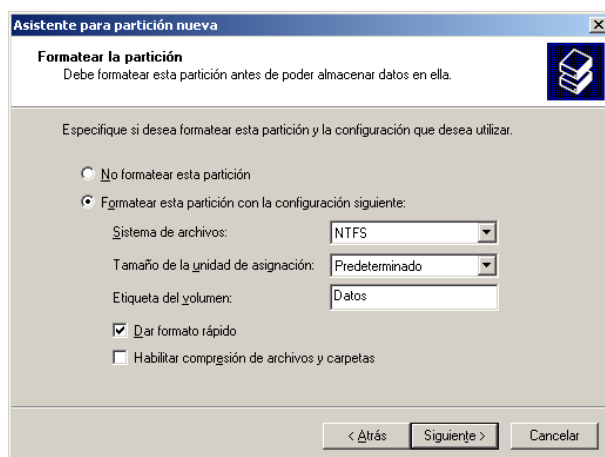 Asistente para partición nueva
Formatear la partición
Debe formatear esta partición antes de poder almacenar datos en ella.
Especifique si desea formatear esta partición y la configuración que desea utilizar.
No formatear esta partición
Formatear esta partición con la configuración siguiente:
Sistema de archivos: NTFS
Tamaño de la unidad de asignación: Predeterminado
Etiqueta del volumen: Datos
Dar formato rápido
Habilitar compresión de archivos y carpetas
< Atrás Siguiente > Cancelar